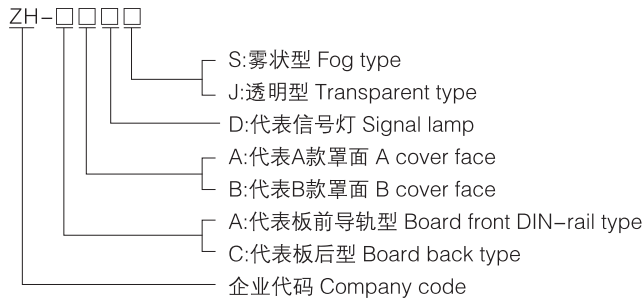 ZH-□□□□
S:雾状型 Fog type
J:透明型 Transparent type
D:代表信号灯 Signal lamp
A:代表A款罩面 A cover face
B:代表B款罩面 B cover face
A:代表板前导轨型 Board front DIN-rail type
C:代表板后型 Board back type
企业代码 Company code